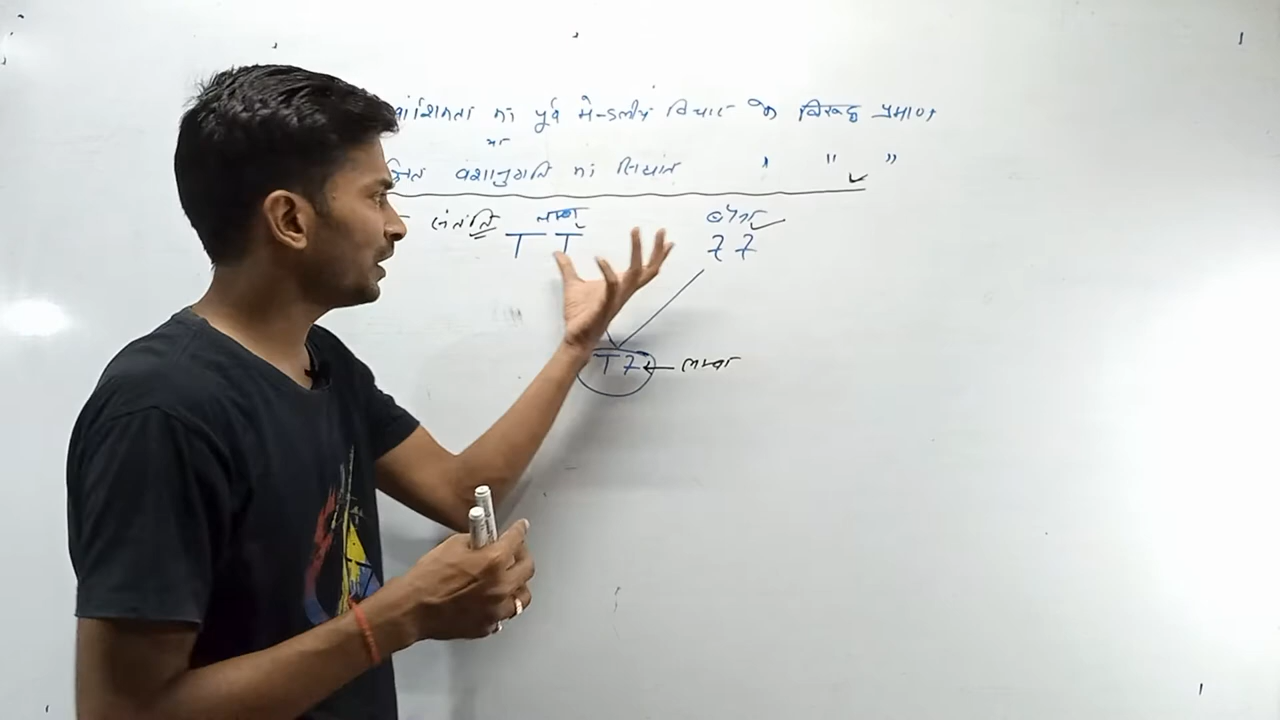 वांशिकता का पूर्व मेन्डलीय विचार के विरूद्ध प्रमाण
या
वंशानुगति का सिद्धांत " "
संतति लम्बा बौना
T T t t
T t ← लम्बा